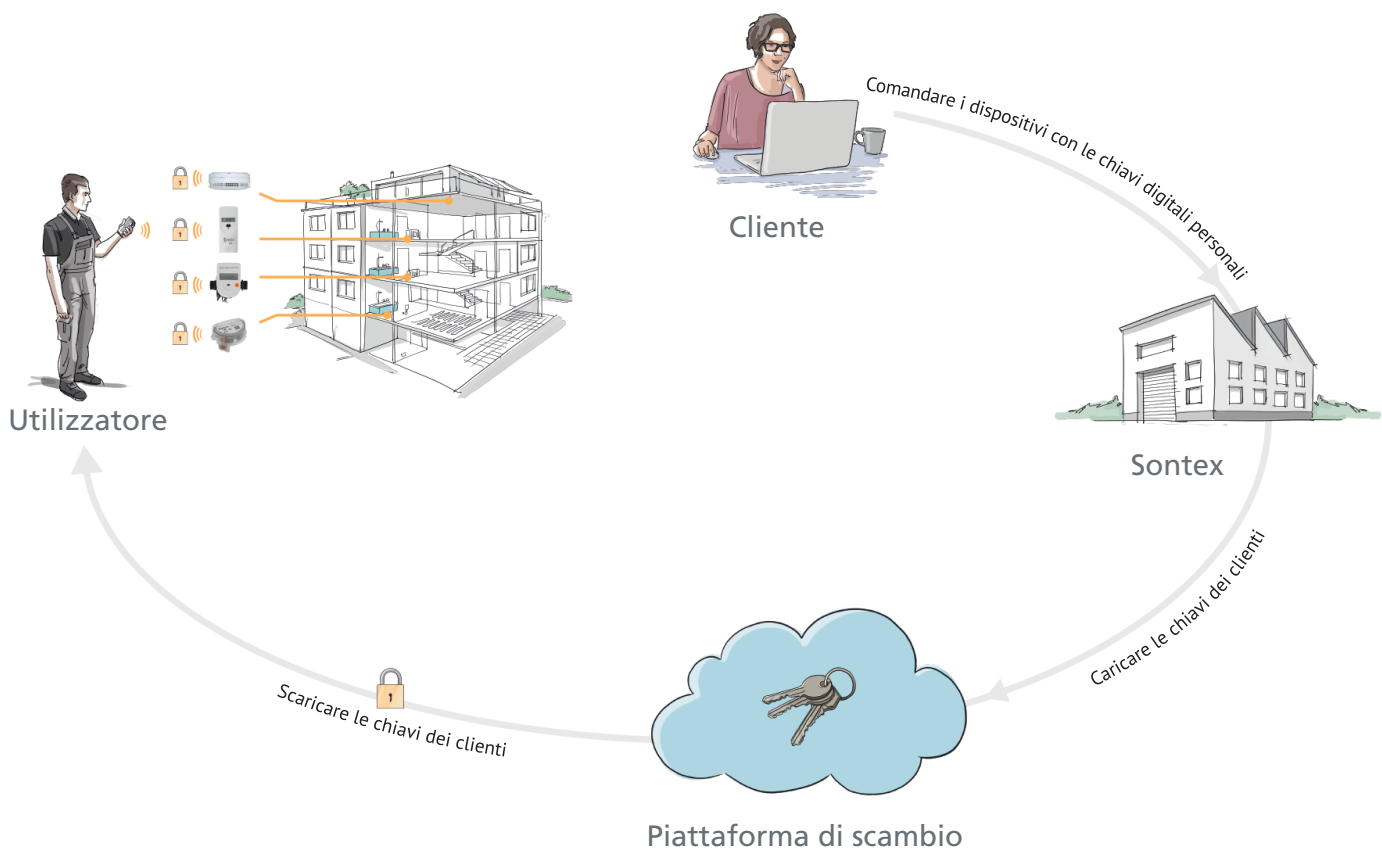 Comandare i dispositivi con le chiavi digitali personali
Cliente
Utilizzatore
Sontex
Caricare le chiavi dei clienti
Scaricare le chiavi dei clienti
Piattaforma di scambio